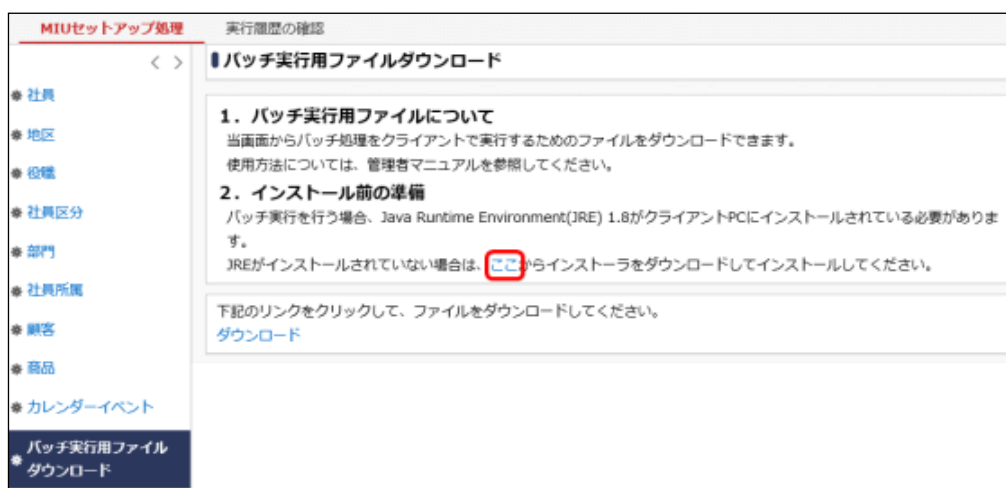 MIUセットアップ処理 実行履歴の確認
バッチ実行用ファイルダウンロード
社員
地区
役職
社員区分
部門
社員所属
顧客
商品
カレンダーイベント
バッチ実行用ファイル
ダウンロード
1. バッチ実行用ファイルについて
当画面からバッチ処理をクライアントで実行するためのファイルをダウンロードできます。
使用方法については、管理者マニュアルを参照してください。
2. インストール前の準備
バッチ実行を行う場合、Java Runtime Environment(JRE) 1.8がクライアントPCにインストールされている必要がありま
す。
JREがインストールされていない場合は、ここからインストーラをダウンロードしてインストールしてください。
下記のリンクをクリックして、ファイルをダウンロードしてください。
ダウンロード